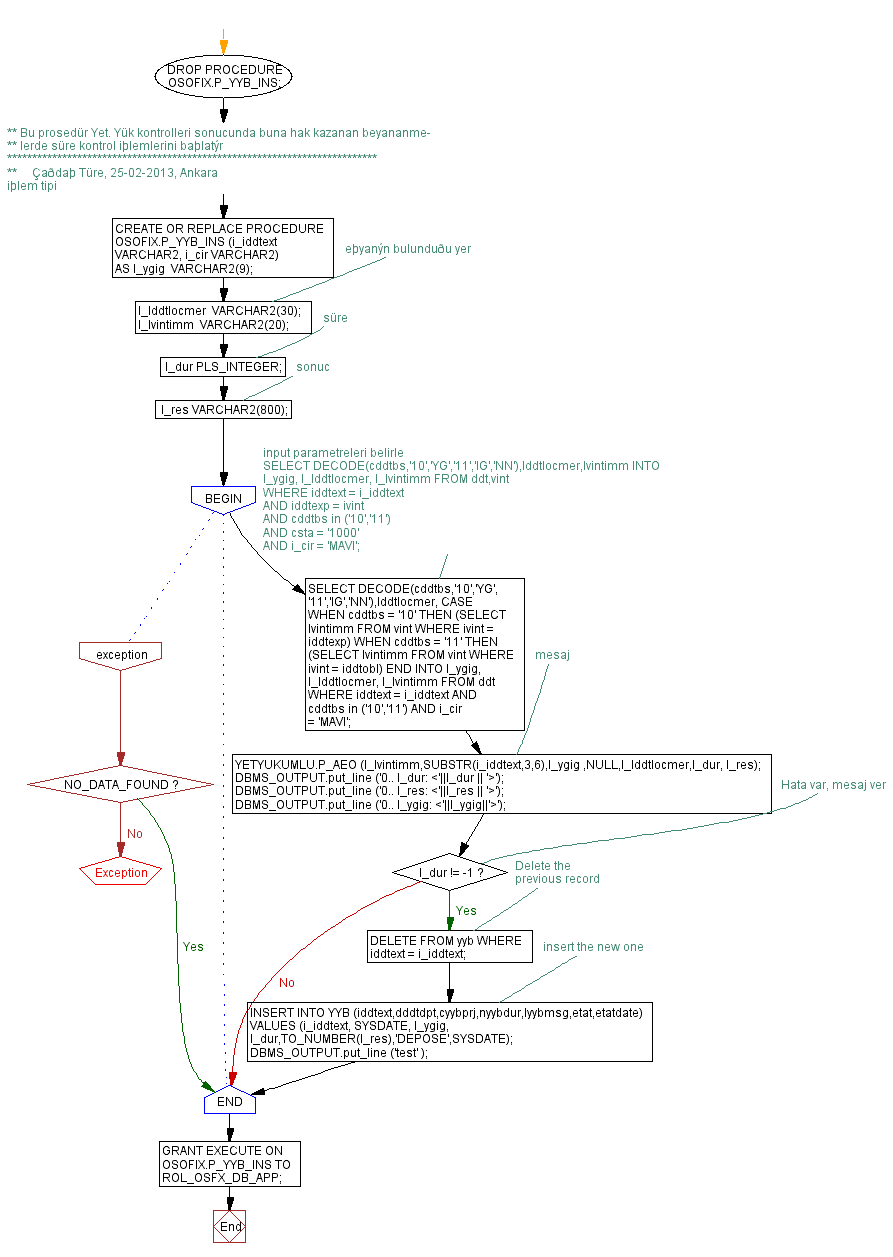 DROP PROCEDURE
OSOFIX.P_YYB_INS;
** Bu prosedür Yet. Yük kontrolleri sonucunda buna hak kazanan beyananme-
** lerde süre kontrol iþlemlerini baþlatýr
**************************************************************************
**    Çaðdaþ Türe, 25-02-2013, Ankara
iþlem tipi
CREATE OR REPLACE PROCEDURE
OSOFIX.P_YYB_INS (i_iddtext
VARCHAR2, i_cir VARCHAR2)
AS l_ygig VARCHAR2(9);
eþyanýn bulunduðu yer
l_lddtlocmer VARCHAR2(30);
l_lvintimm VARCHAR2(20);
süre
l_dur PLS_INTEGER;
sonuc
l_res VARCHAR2(800);
input parametreleri belirle
SELECT DECODE(cddtbs,'10','YG','11','IG','NN'),lddtlocmer,lvintimm INTO
l_ygig, l_lddtlocmer, l_lvintimm FROM ddt,vint
WHERE iddtext = i_iddtext
AND iddtexp = ivint
AND cddtbs in ('10','11')
AND csta = '1000'
AND i_cir = 'MAVI';
BEGIN
SELECT DECODE(cddtbs,'10','YG',
'11','IG','NN'),lddtlocmer, CASE
WHEN cddtbs = '10' THEN (SELECT
lvintimm FROM vint WHERE ivint =
iddtexp) WHEN cddtbs = '11' THEN
(SELECT lvintimm FROM vint WHERE
ivint = iddtobl) END INTO l_ygig,
l_lddtlocmer, l_lvintimm FROM ddt
WHERE iddtext = i_iddtext AND
cddtbs in ('10','11') AND i_cir
= 'MAVI';
exception
mesaj
YETYUKUMLU.P_AEO (l_lvintimm,SUBSTR(i_iddtext,3,6),l_ygig ,NULL,l_lddtlocmer,l_dur, l_res);
DBMS_OUTPUT.put_line ('0.. l_dur: <'||l_dur || '>');
DBMS_OUTPUT.put_line ('0.. l_res: <'||l_res || '>');
DBMS_OUTPUT.put_line ('0.. l_ygig: <'||l_ygig||'>');
NO_DATA_FOUND ?
Hata var, mesaj ver
No
Exception
l_dur != -1 ?
Delete the
previous record
Yes
DELETE FROM yyb WHERE
iddtext = i_iddtext;
Yes
insert the new one
No
INSERT INTO YYB (iddtext,dddtdpt,cyybprj,nyybdur,lyybmsg,etat,etatdate)
VALUES (i_iddtext, SYSDATE, l_ygig,
l_dur,TO_NUMBER(l_res),'DEPOSE',SYSDATE);
DBMS_OUTPUT.put_line ('test' );
END
GRANT EXECUTE ON
OSOFIX.P_YYB_INS TO
ROL_OSFX_DB_APP;
End